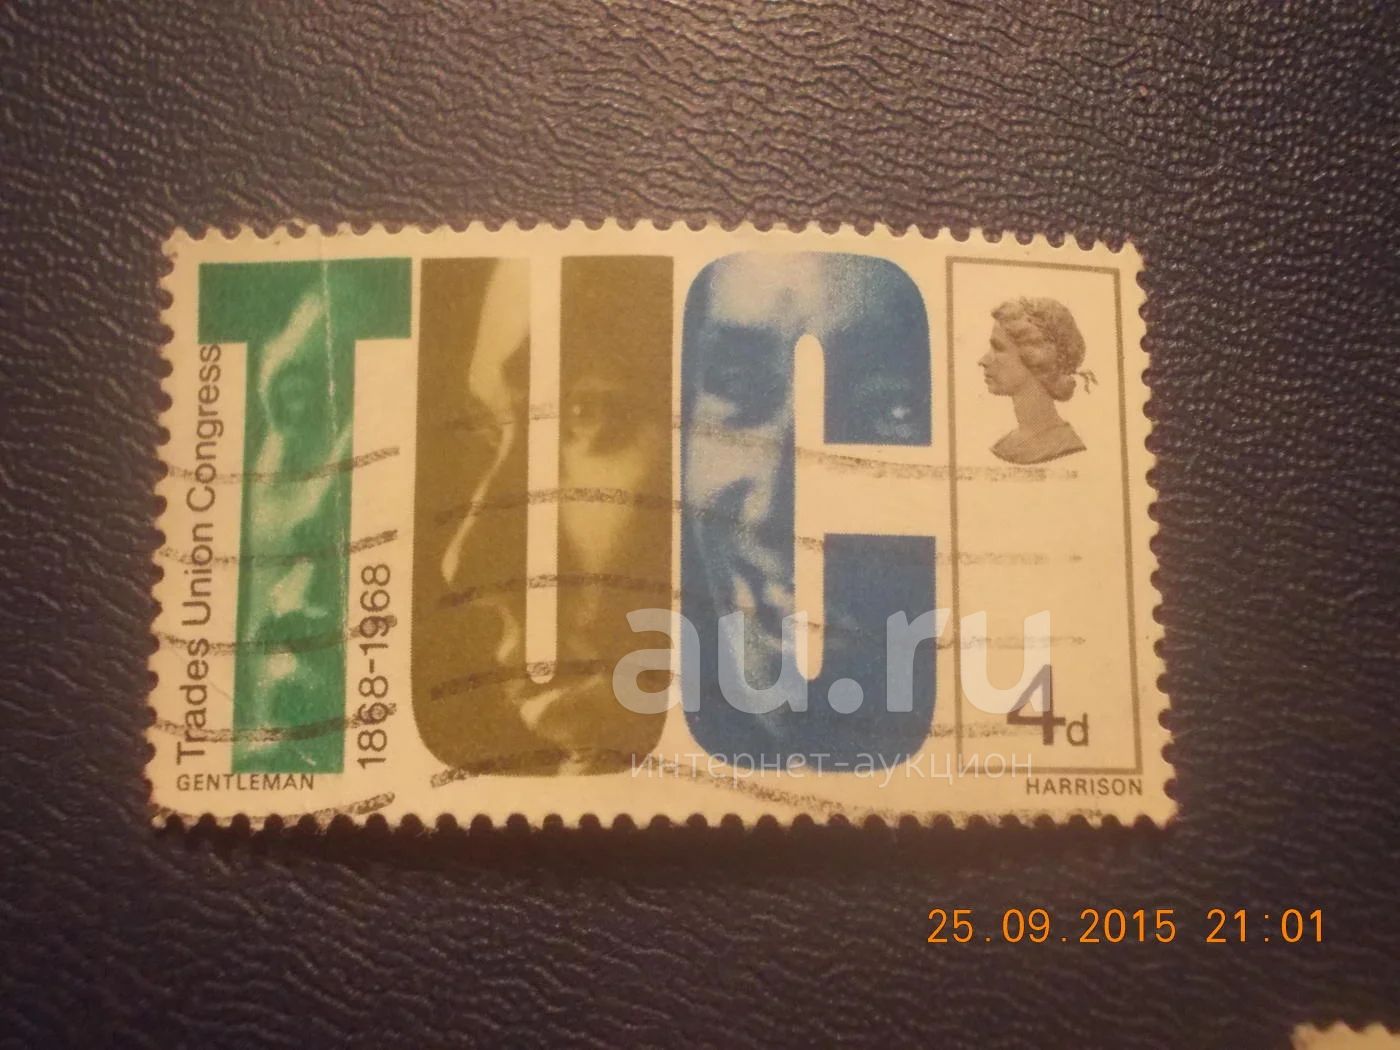 Trades Union Congress
TUC
1868-1968
4d
GENTLEMAN
HARRISON
au.ru
интернет-аукцион
25.09.2015 21:01